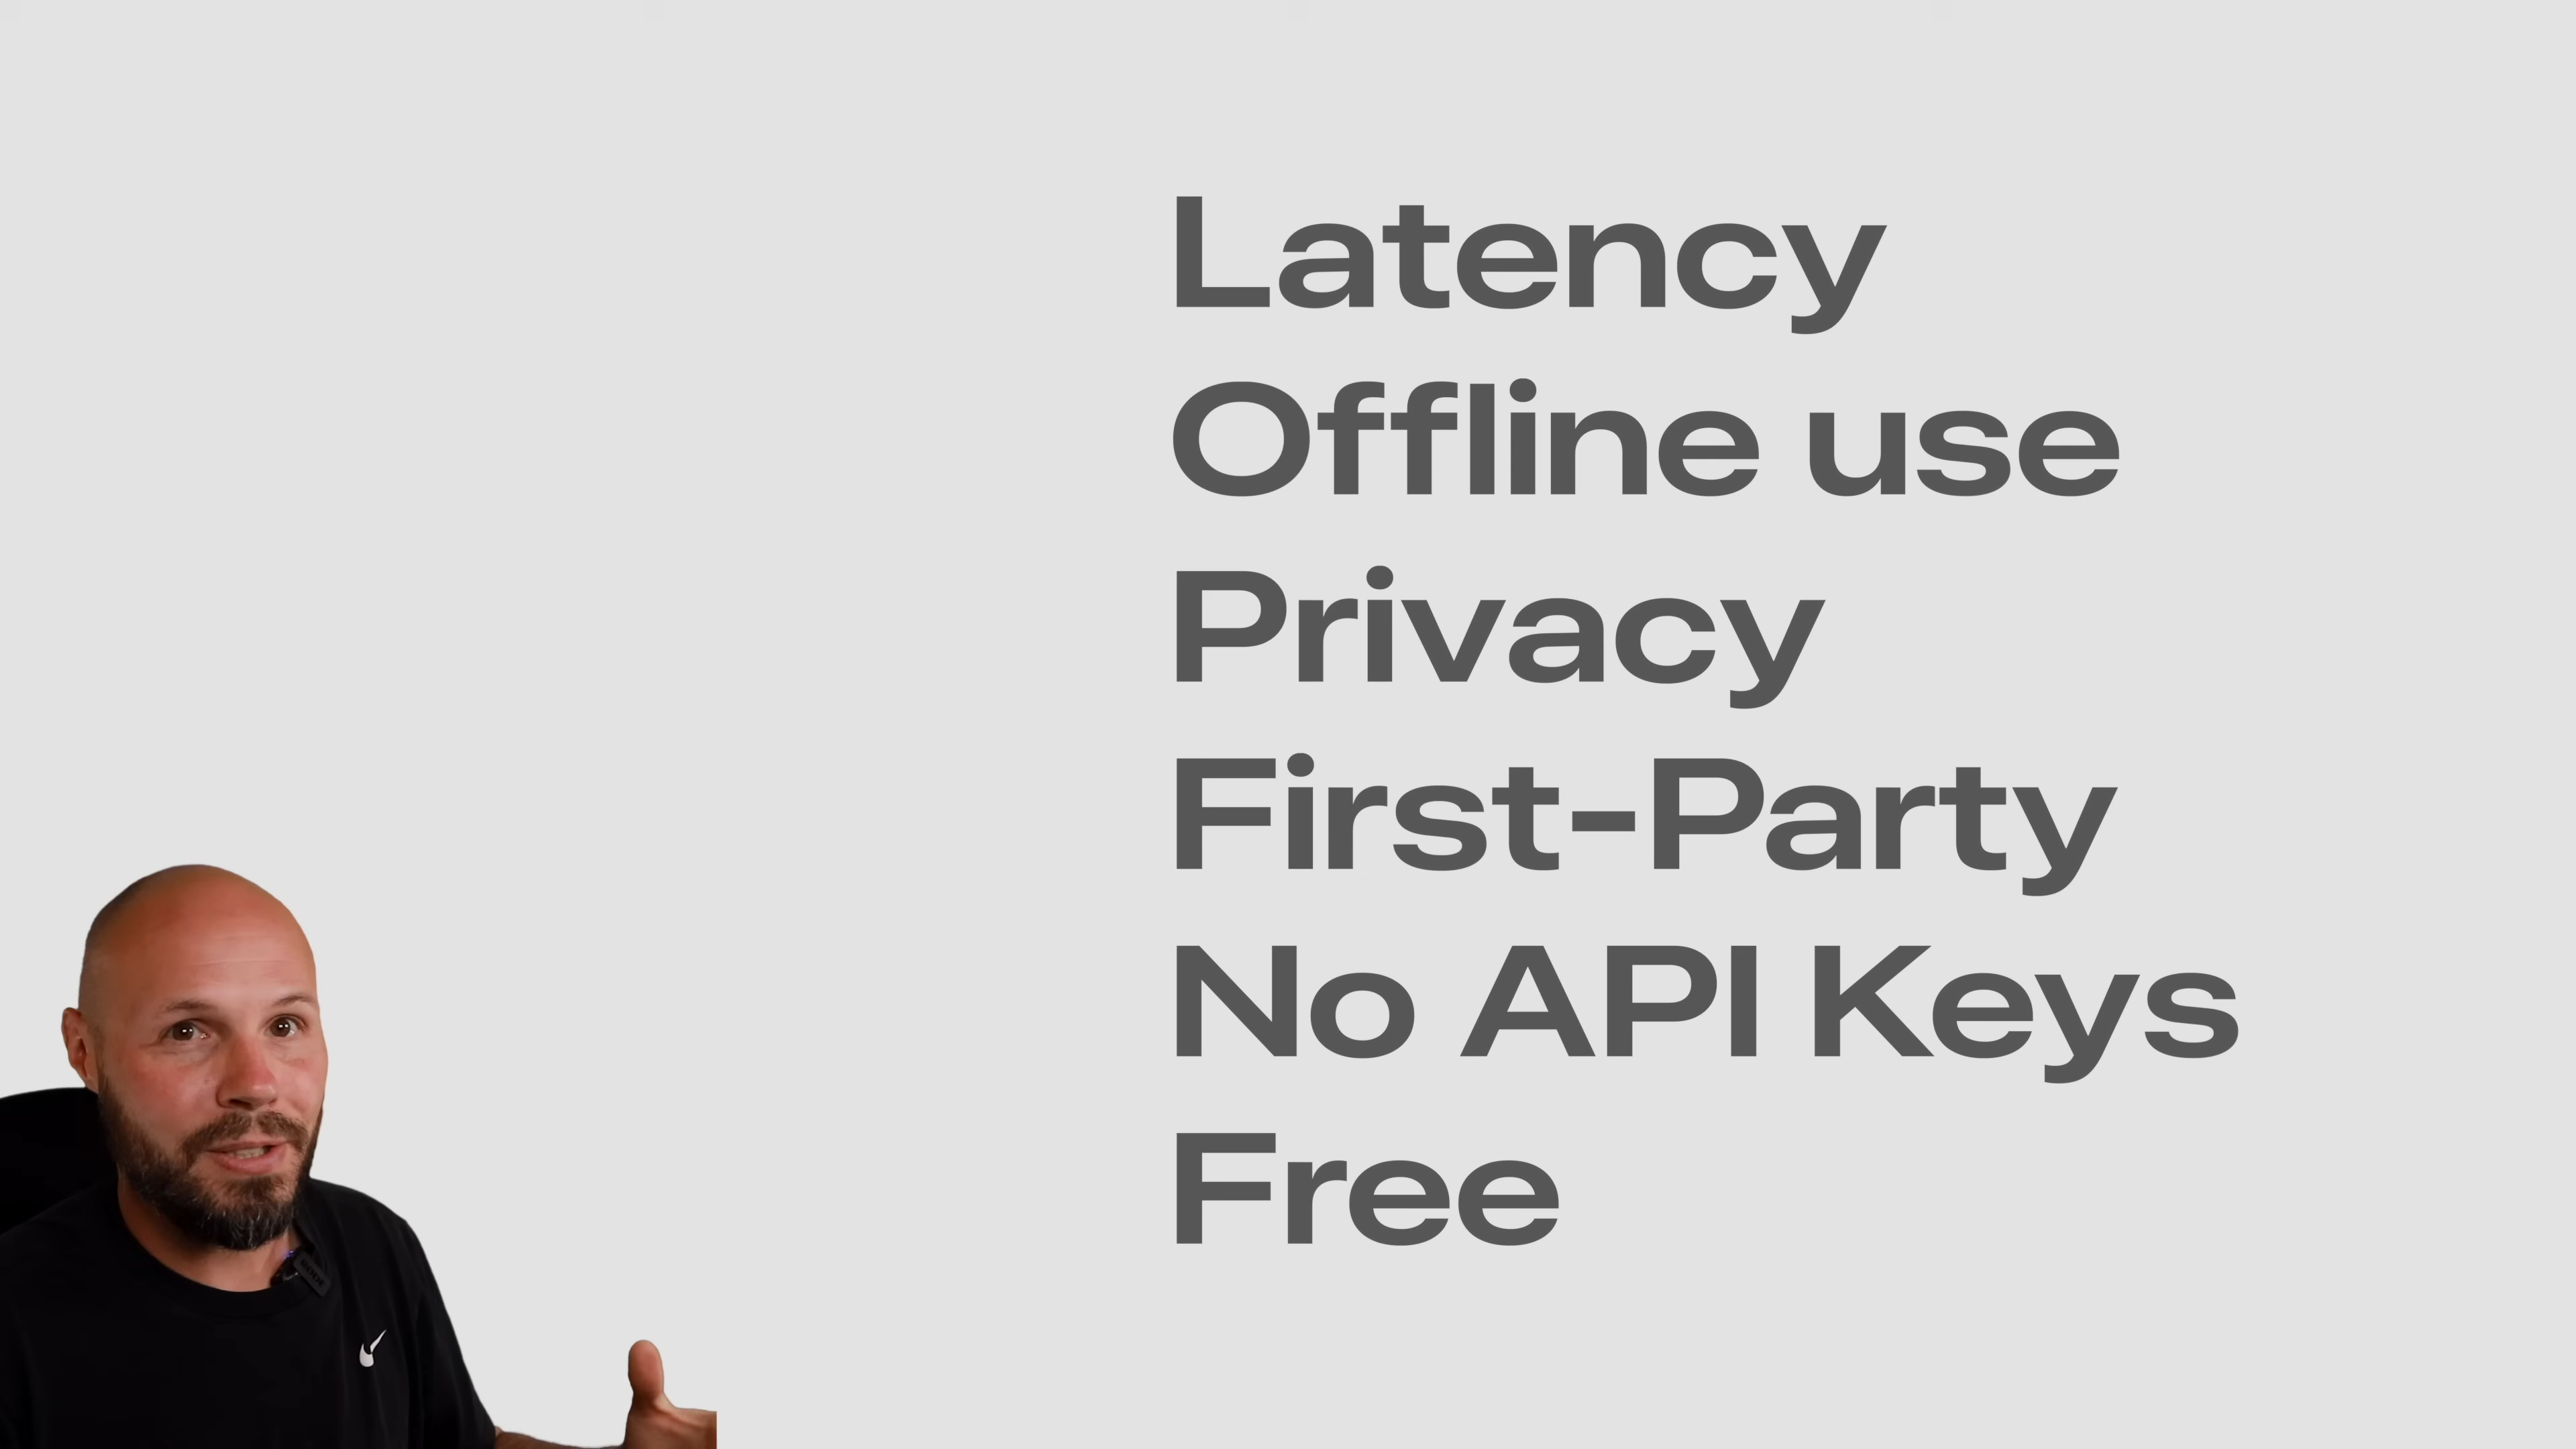 Latency
Offline use
Privacy
First-Party
No API Keys
Free